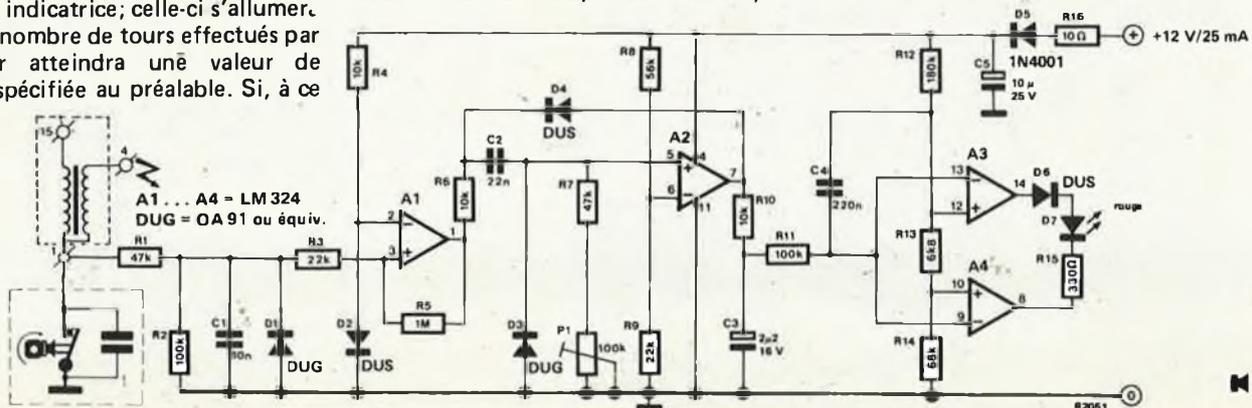 indicatrice; celle-ci s'allumera
nombre de tours effectués par
atteindra une valeur de
spécifiée au préalable. Si, à ce
15
4
1
A1 ... A4 = LM 324
DUG = OA 91 ou équiv.
R1
47k
R2
100k
C1
10n
D1
DUG
R3
22k
R4
10k
D2
DUS
A1
2
3
1
R5
1M
R6
10k
C2
22n
D4
DUS
D3
DUG
R7
47k
P1
100k
R8
56k
R9
22k
A2
5
6
4
11
7
R10
10k
C3
2µ2
16 V
R11
100k
C4
220n
R12
180k
R13
6k8
R14
68k
A3
13
12
14
A4
10
9
8
D6
DUS
D7
rouge
R15
330Ω
C5
10 µ
25 V
D5
1N4001
R16
10Ω
+
+12 V/25 mA
0
82051